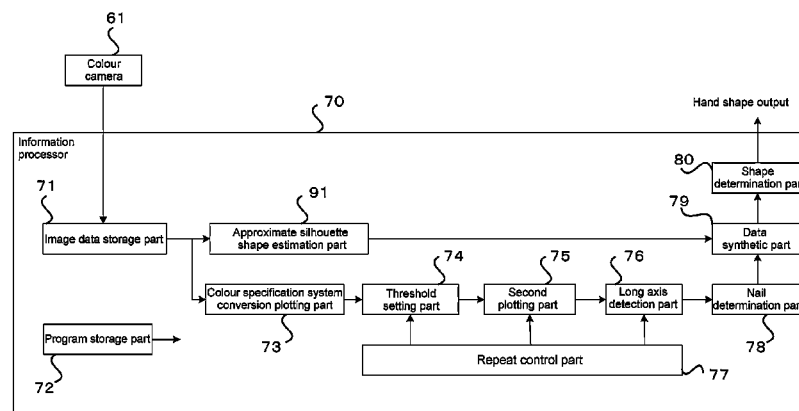 61
Colour
camera
70
Hand shape output
Information
processor
80
Shape
determination part
71
91
79
Image data storage part
Approximate silhouette
shape estimation part
Data
synthetic part
74
75
76
Colour specification system
conversion plotting part
Threshold
setting part
Second
plotting part
Long axis
detection part
Nail
determination part
73
78
Program storage part
Repeat control part
72
77